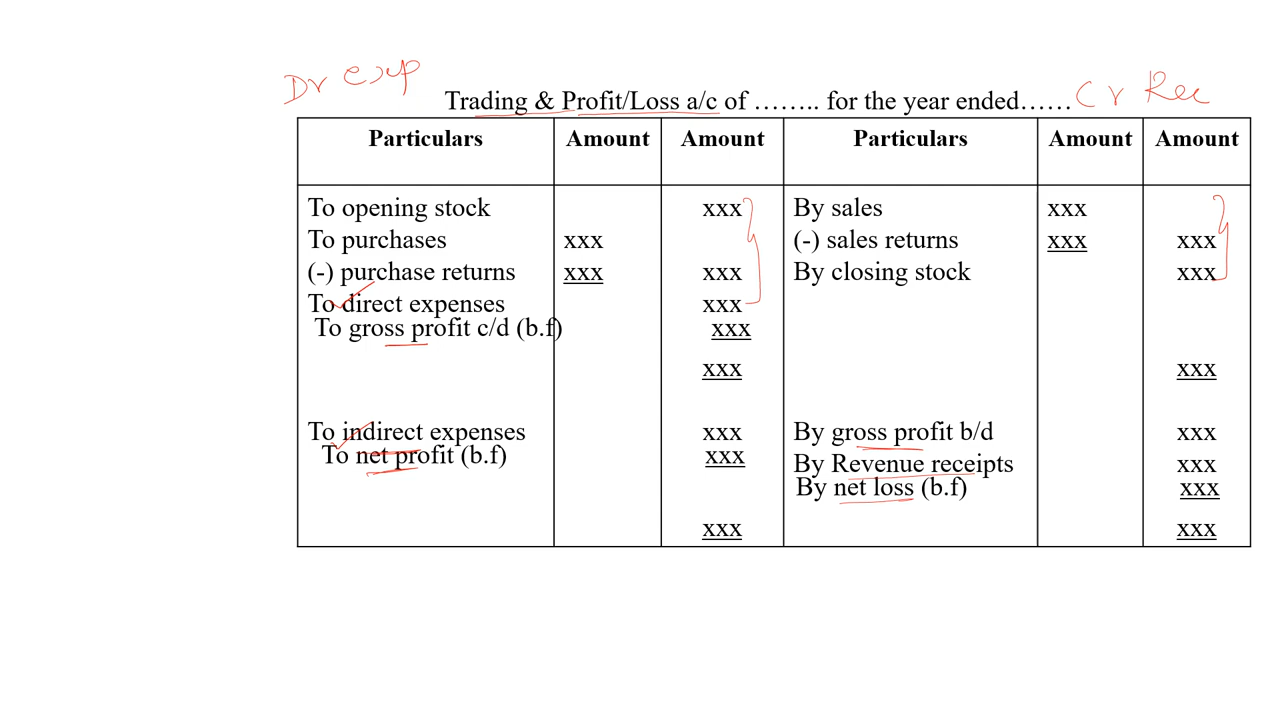 Dr exp
Cr Rec
Trading & Profit/Loss a/c of …….. for the year ended……
Particulars Amount Amount Particulars Amount Amount
To opening stock xxx By sales xxx
To purchases xxx (-) sales returns xxx xxx
(-) purchase returns xxx xxx By closing stock xxx
To direct expenses xxx
To gross profit c/d (b.f) xxx
xxx xxx
To indirect expenses xxx By gross profit b/d xxx
To net profit (b.f) xxx By Revenue receipts xxx
By net loss (b.f) xxx
xxx xxx